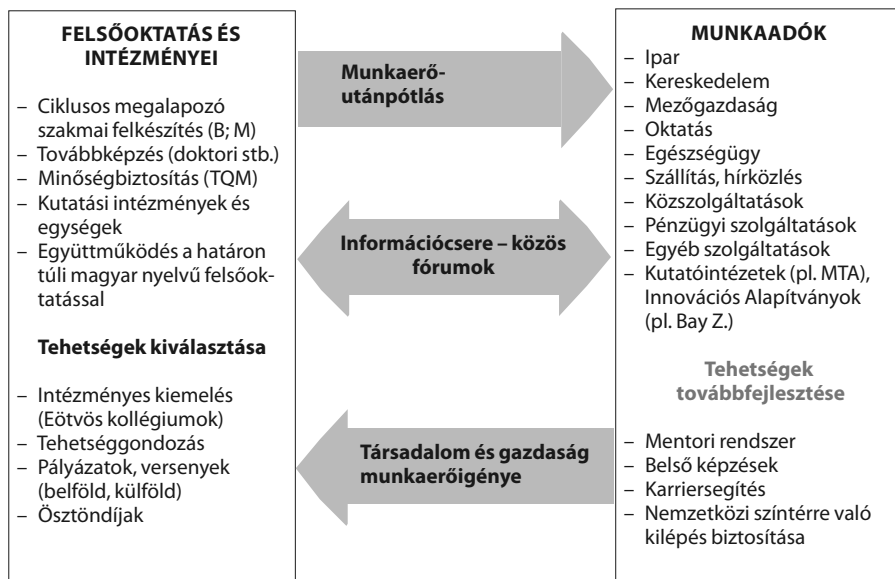 FELSŐOKTATÁS ÉS
INTÉZMÉNYEI
– Ciklusos megalapozó
szakmai felkészítés (B; M)
– Továbbképzés (doktori stb.)
– Minőségbiztosítás (TQM)
– Kutatási intézmények és
egységek
– Együttműködés a határon
túli magyar nyelvű felsőok-
tatással
Tehetségek kiválasztása
– Intézményes kiemelés
(Eötvös kollégiumok)
– Tehetséggondozás
– Pályázatok, versenyek
(belföld, külföld)
– Ösztöndíjak
Munkaerő-
utánpótlás
Információcsere – közös
fórumok
Társadalom és gazdaság
munkaerőigénye
MUNKAADÓK
– Ipar
– Kereskedelem
– Mezőgazdaság
– Oktatás
– Egészségügy
– Szállítás, hírközlés
– Közszolgáltatások
– Pénzügyi szolgáltatások
– Egyéb szolgáltatások
– Kutatóintézetek (pl. MTA),
Innovációs Alapítványok
(pl. Bay Z.)
Tehetségek
továbbfejlesztése
– Mentori rendszer
– Belső képzések
– Karriersegítés
– Nemzetközi színtérre való
kilépés biztosítása